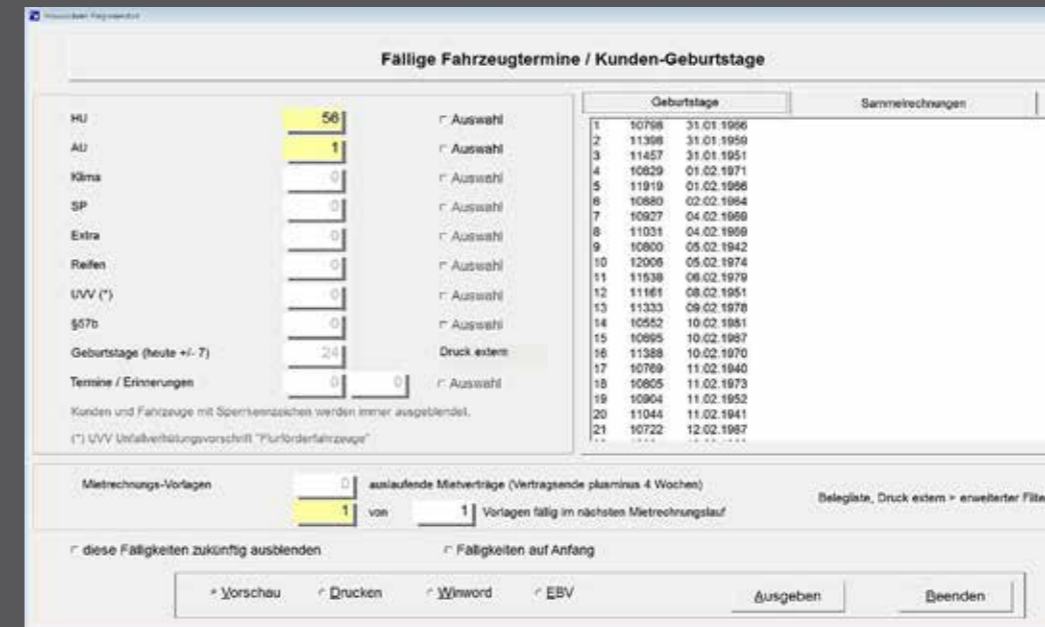 Fällige Fahrzeugtermine / Kunden-Geburtstage
HU 56 Auswahl
AU 1 Auswahl
Klima 0 Auswahl
SP 0 Auswahl
Extra 0 Auswahl
Reifen 0 Auswahl
UVV (*) 0 Auswahl
§57b 0 Auswahl
Geburtstage (heute +/- 7) 24 Druck extern
Termine / Erinnerungen 0 0 Auswahl
Kunden und Fahrzeuge mit Sperrkennzeichen werden immer ausgeblendet.
(*) UVV Unfallverhütungsvorschrift "Flurförderfahrzeuge"
Geburtstage Sammelrechnungen
1 10798 31.01.1966
2 11398 31.01.1959
3 11457 31.01.1951
4 10829 01.02.1971
5 11919 01.02.1966
6 10880 02.02.1964
7 10927 04.02.1969
8 11031 04.02.1969
9 10800 05.02.1942
10 12006 05.02.1974
11 11538 06.02.1979
12 11161 08.02.1951
13 11333 09.02.1978
14 10552 10.02.1981
15 10695 10.02.1967
16 11388 10.02.1970
17 10769 11.02.1940
18 10805 11.02.1973
19 10904 11.02.1952
20 11044 11.02.1941
21 10722 12.02.1967
Mietrechnungs-Vorlagen 0 auslaufende Mietverträge (Vertragsende plusminus 4 Wochen)
1 von 1 Vorlagen fällig im nächsten Mietrechnungslauf
Belegliste, Druck extern > erweiterter Filte
diese Fälligkeiten zukünftig ausblenden Fälligkeiten auf Anfang
Vorschau Drucken Winword EBV Ausgeben Beenden